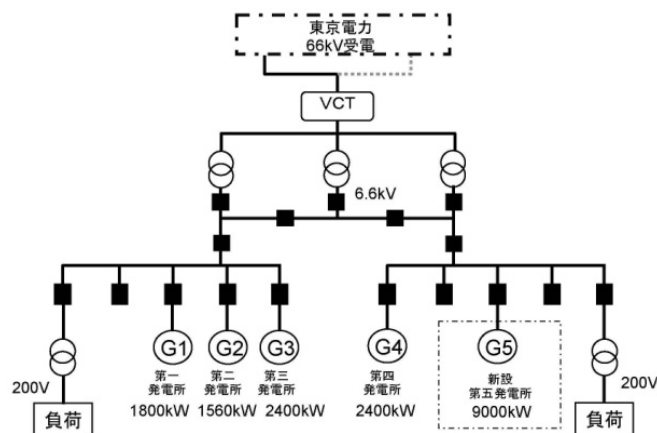 東京電力
66kV受電
VCT
6.6kV
G1
G2
G3
G4
G5
第一
発電所
1800kW
第二
発電所
1560kW
第三
発電所
2400kW
第四
発電所
2400kW
新設
第五発電所
9000kW
200V
負荷
200V
負荷